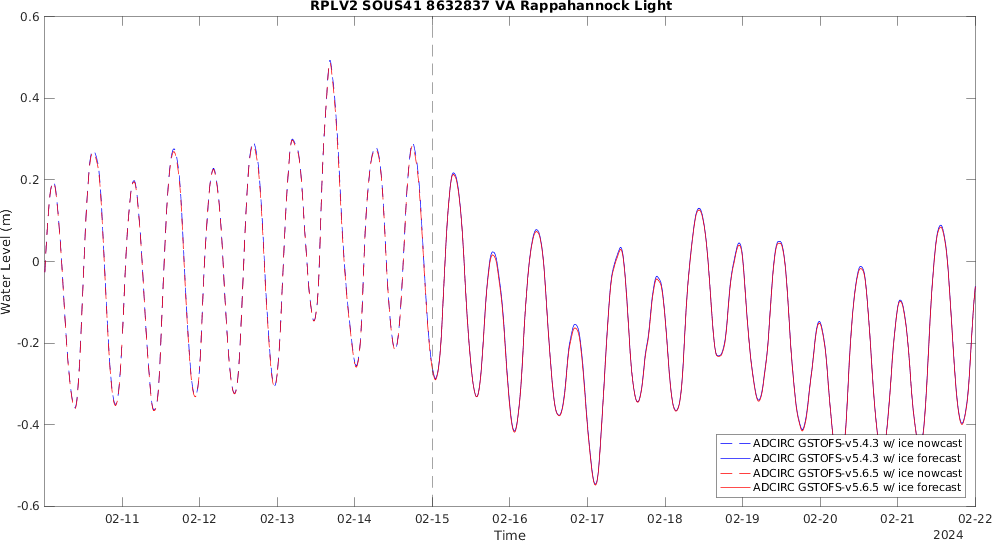 RPLV2 SOUS41 8632837 VA Rappahannock Light
0.6
0.4
0.2
0
-0.2
-0.4
-0.6
Water Level (m)
ADCIRC GSTOFS-v5.4.3 w/ ice nowcast
ADCIRC GSTOFS-v5.4.3 w/ ice forecast
ADCIRC GSTOFS-v5.6.5 w/ ice nowcast
ADCIRC GSTOFS-v5.6.5 w/ ice forecast
02-11 02-12 02-13 02-14 02-15 02-16 02-17 02-18 02-19 02-20 02-21 02-22
Time
2024